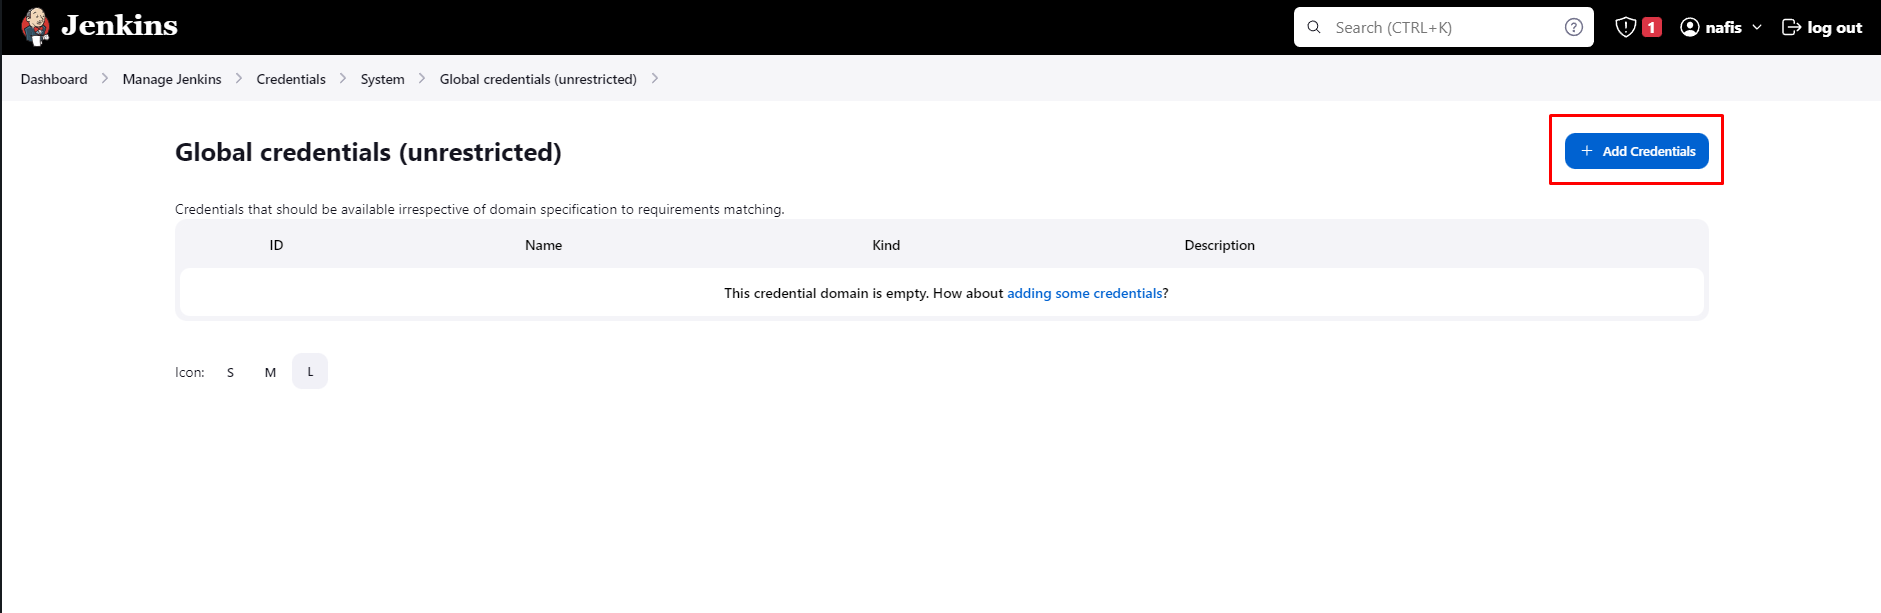 Jenkins
Search (CTRL+K)
1
nafis
log out
Dashboard
Manage Jenkins
Credentials
System
Global credentials (unrestricted)
Global credentials (unrestricted)
+ Add Credentials
Credentials that should be available irrespective of domain specification to requirements matching.
ID Name Kind Description
This credential domain is empty. How about adding some credentials?
Icon: S M L